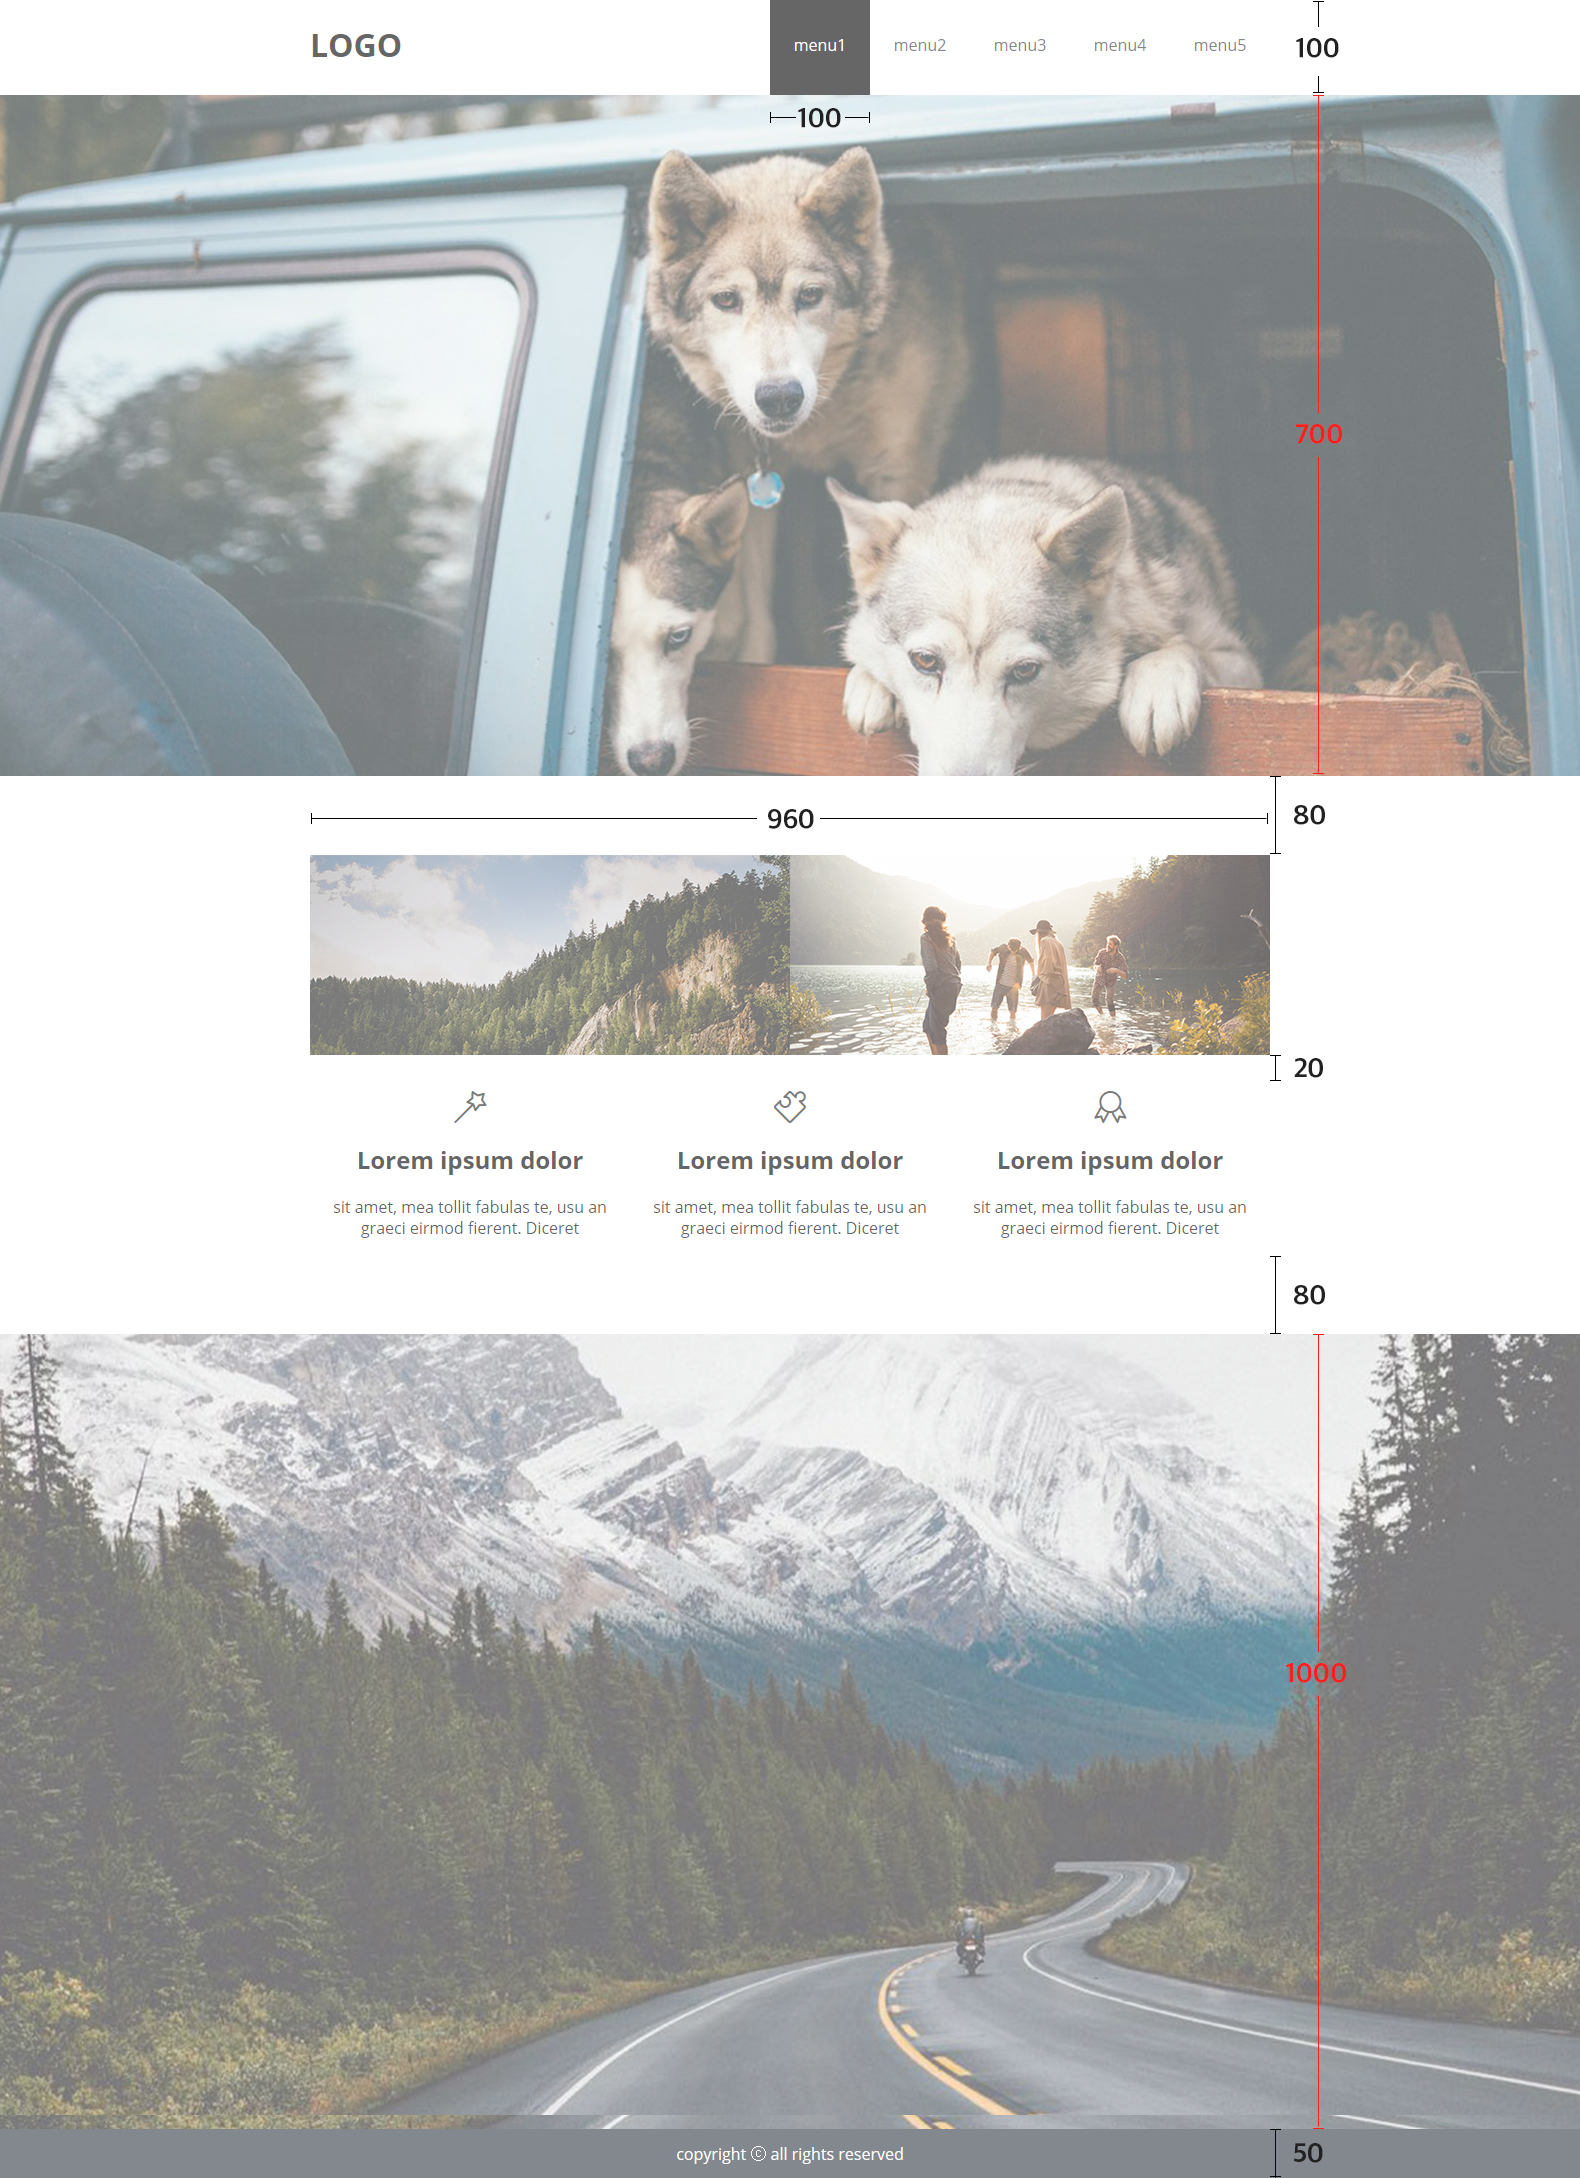 LOGO
menu1 menu2 menu3 menu4 menu5
100
100
700
80
960
20
Lorem ipsum dolor
sit amet, mea tollit fabulas te, usu an
graeci eirmod fierent. Diceret
Lorem ipsum dolor
sit amet, mea tollit fabulas te, usu an
graeci eirmod fierent. Diceret
Lorem ipsum dolor
sit amet, mea tollit fabulas te, usu an
graeci eirmod fierent. Diceret
80
1000
copyright ⓒ all rights reserved
50